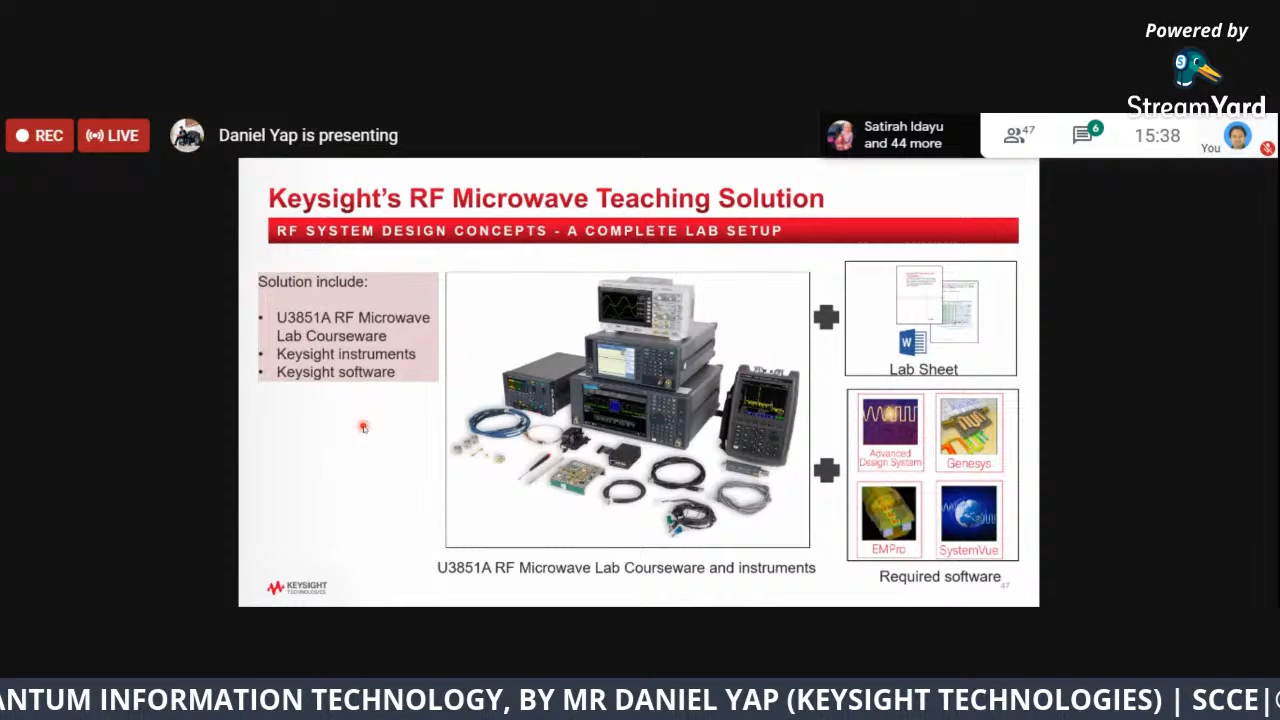 Powered by
StreamYard
REC
LIVE
Daniel Yap is presenting
Satirah Idayu
and 44 more
47
6
15:38
You
Keysight's RF Microwave Teaching Solution
RF SYSTEM DESIGN CONCEPTS - A COMPLETE LAB SETUP
Solution include:
• U3851A RF Microwave
Lab Courseware
• Keysight instruments
• Keysight software
W
Lab Sheet
Advanced
Design System
Genesys
EMPro
SystemVue
U3851A RF Microwave Lab Courseware and instruments
Required software
47
KEYSIGHT
TECHNOLOGIES
ANTUM INFORMATION TECHNOLOGY, BY MR DANIEL YAP (KEYSIGHT TECHNOLOGIES) | SCCE|